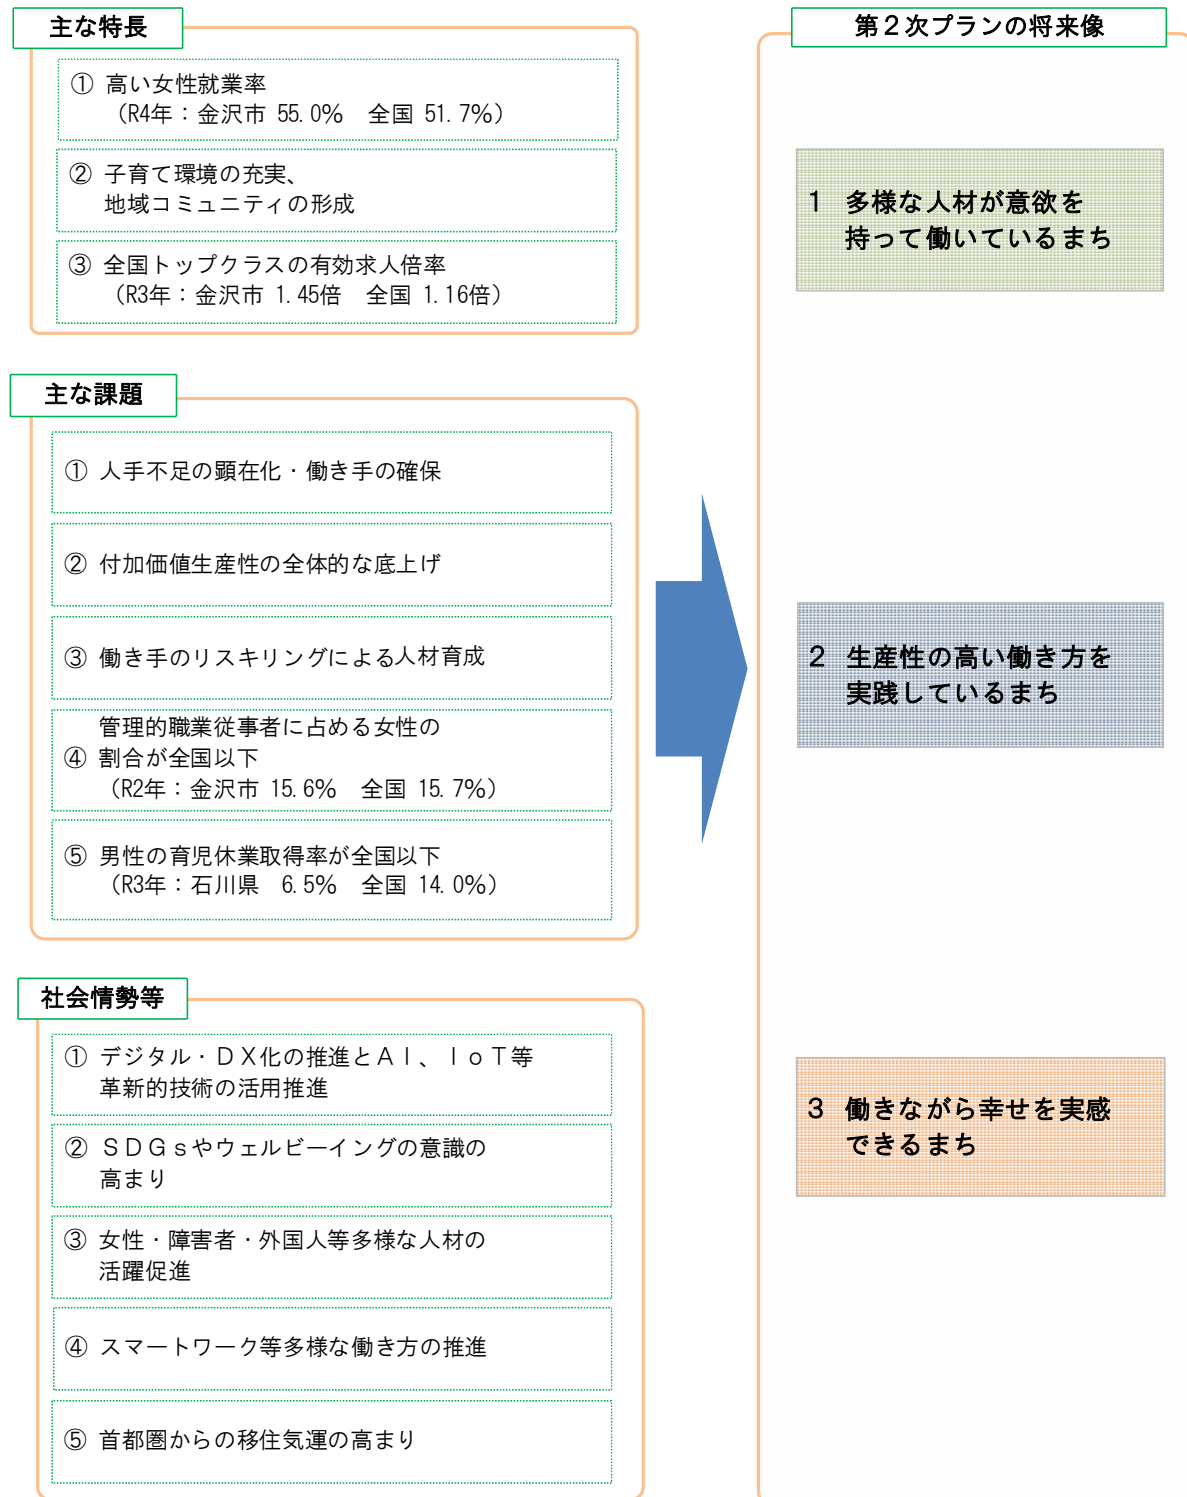 主な特長
① 高い女性就業率
（R4年：金沢市 55.0%　全国 51.7%）
② 子育て環境の充実、
地域コミュニティの形成
③ 全国トップクラスの有効求人倍率
（R3年：金沢市 1.45倍　全国 1.16倍）
主な課題
① 人手不足の顕在化・働き手の確保
② 付加価値生産性の全体的な底上げ
③ 働き手のリスキリングによる人材育成
管理的職業従事者に占める女性の
④ 割合が全国以下
（R2年：金沢市 15.6%　全国 15.7%）
⑤ 男性の育児休業取得率が全国以下
（R3年：石川県　6.5%　全国 14.0%）
社会情勢等
① デジタル・ＤＸ化の推進とＡＩ、ＩｏＴ等
革新的技術の活用推進
② ＳＤＧｓやウェルビーイングの意識の
高まり
③ 女性・障害者・外国人等多様な人材の
活躍促進
④ スマートワーク等多様な働き方の推進
⑤ 首都圏からの移住気運の高まり
第２次プランの将来像
１ 多様な人材が意欲を
持って働いているまち
２ 生産性の高い働き方を
実践しているまち
３ 働きながら幸せを実感
できるまち